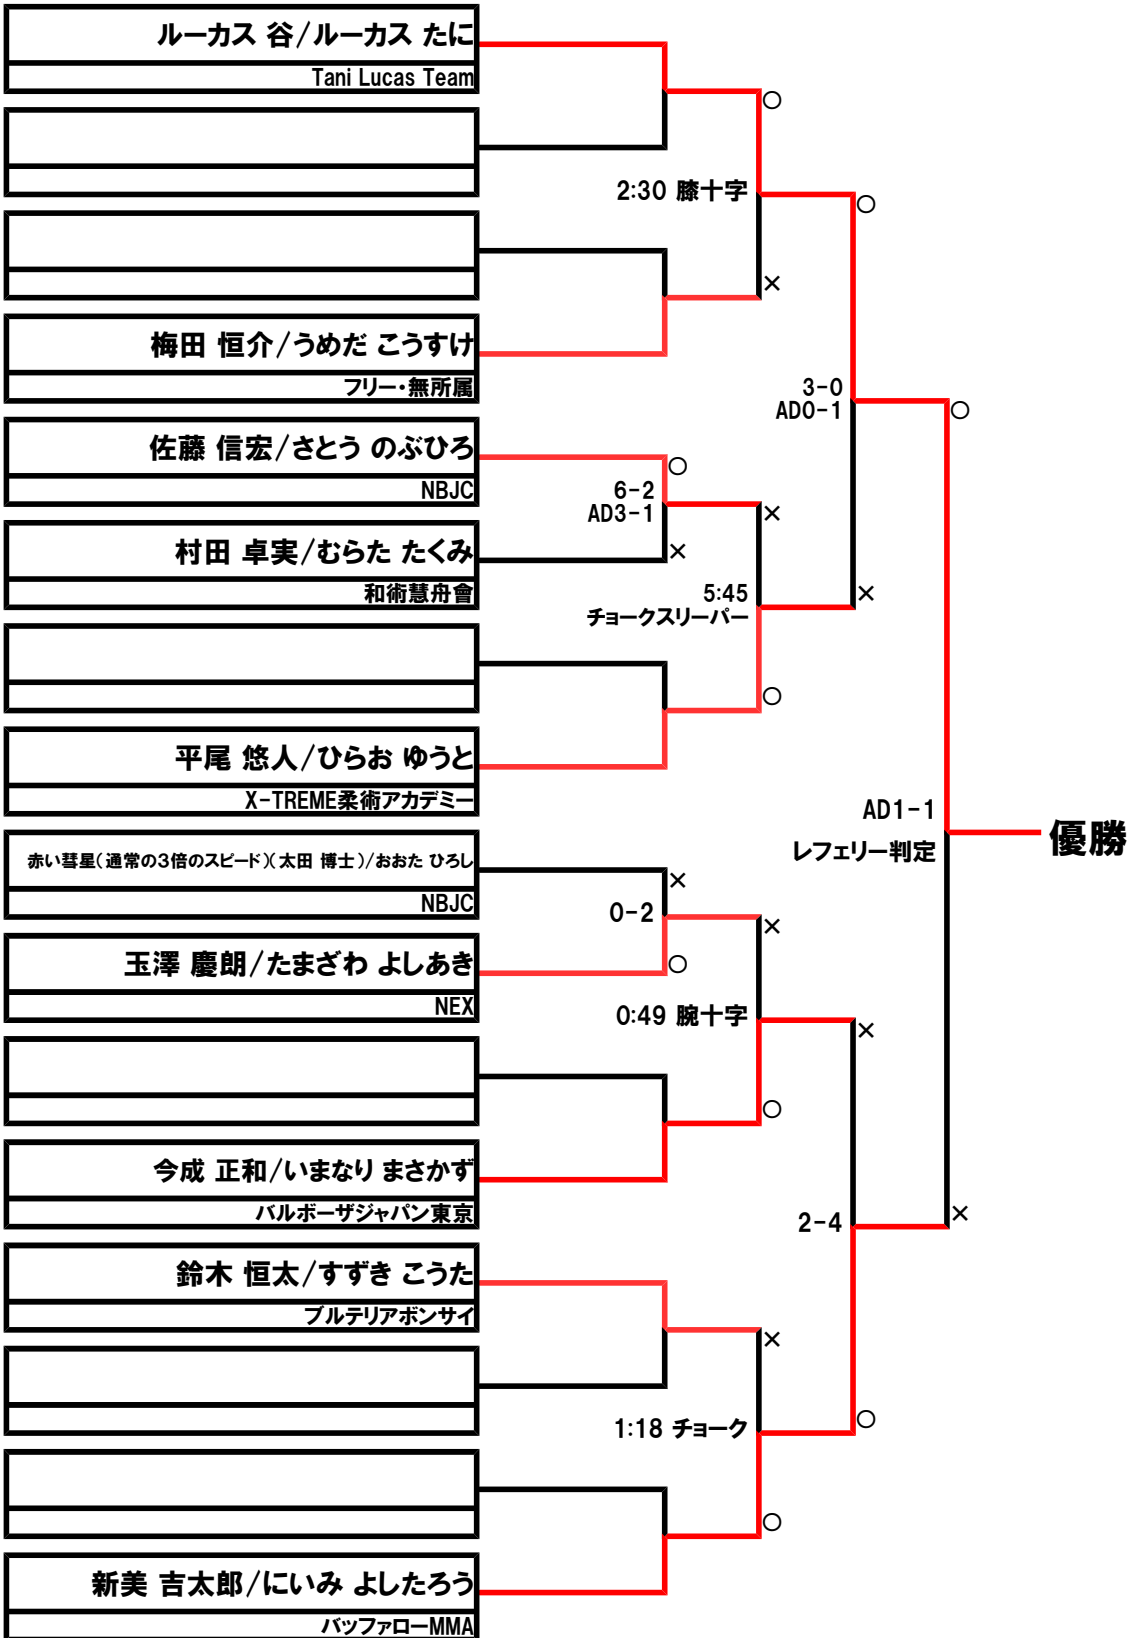 ルーカス 谷/ルーカス たに
Tani Lucas Team
○
2:30 膝十字
○
×
梅田 恒介/うめだ こうすけ
フリー・無所属
3-0
AD0-1
○
佐藤 信宏/さとう のぶひろ
NBJC
○
6-2
AD3-1
×
×
村田 卓実/むらた たくみ
和術慧舟會
5:45
チョークスリーパー
×
○
平尾 悠人/ひらお ゆうと
X-TREME柔術アカデミー
AD1-1
レフェリー判定
優勝
赤い彗星(通常の3倍のスピード)(太田 博士)/おおた ひろし
NBJC
×
0-2
×
玉澤 慶朗/たまざわ よしあき
NEX
○
0:49 腕十字
×
○
今成 正和/いまなり まさかず
バルボーザジャパン東京
2-4
×
鈴木 恒太/すずき こうた
ブルテリアボンサイ
×
1:18 チョーク
○
○
新美 吉太郎/にいみ よしたろう
バッファローMMA